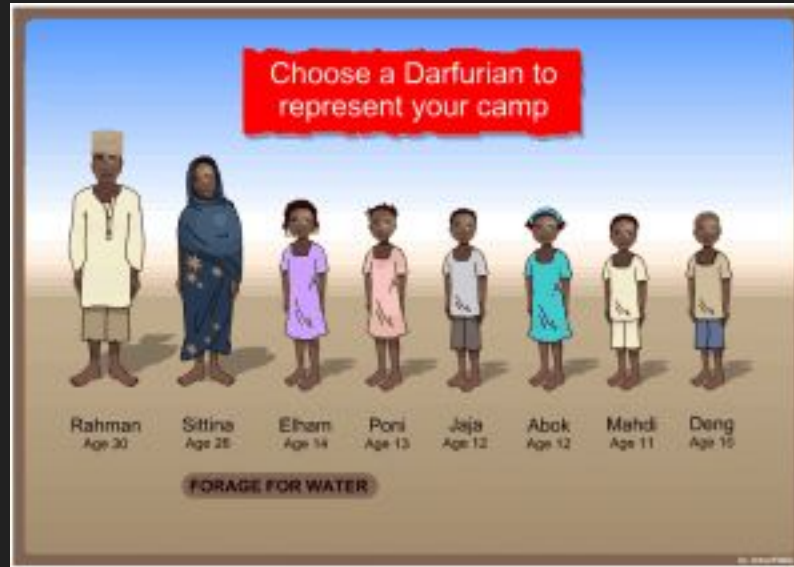 Choose a Darfurian to
represent your camp
Rahman Sittina Elham Poni Jaja Abok Mahdi Deng
Age 30 Age 26 Age 14 Age 13 Age 12 Age 12 Age 11 Age 10
FORAGE FOR WATER